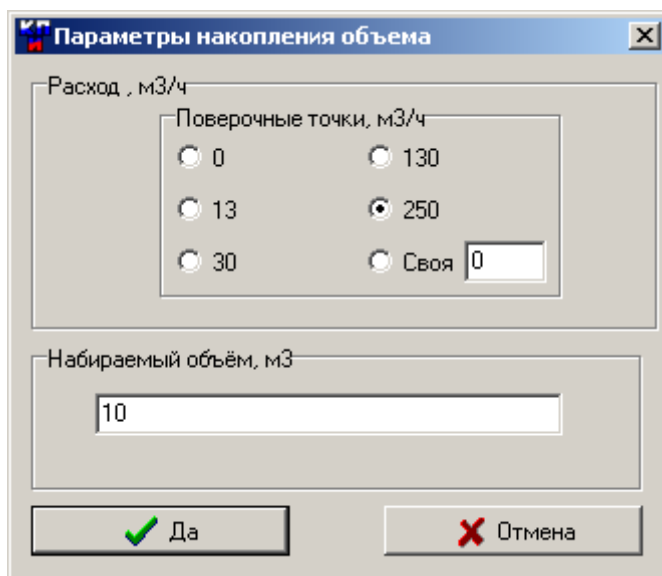 КП И Параметры накопления объема
Расход , м3/ч
Поверочные точки, м3/ч
0 130
13 250
30 Своя 0
Набираемый объём, м3
10
Да Отмена